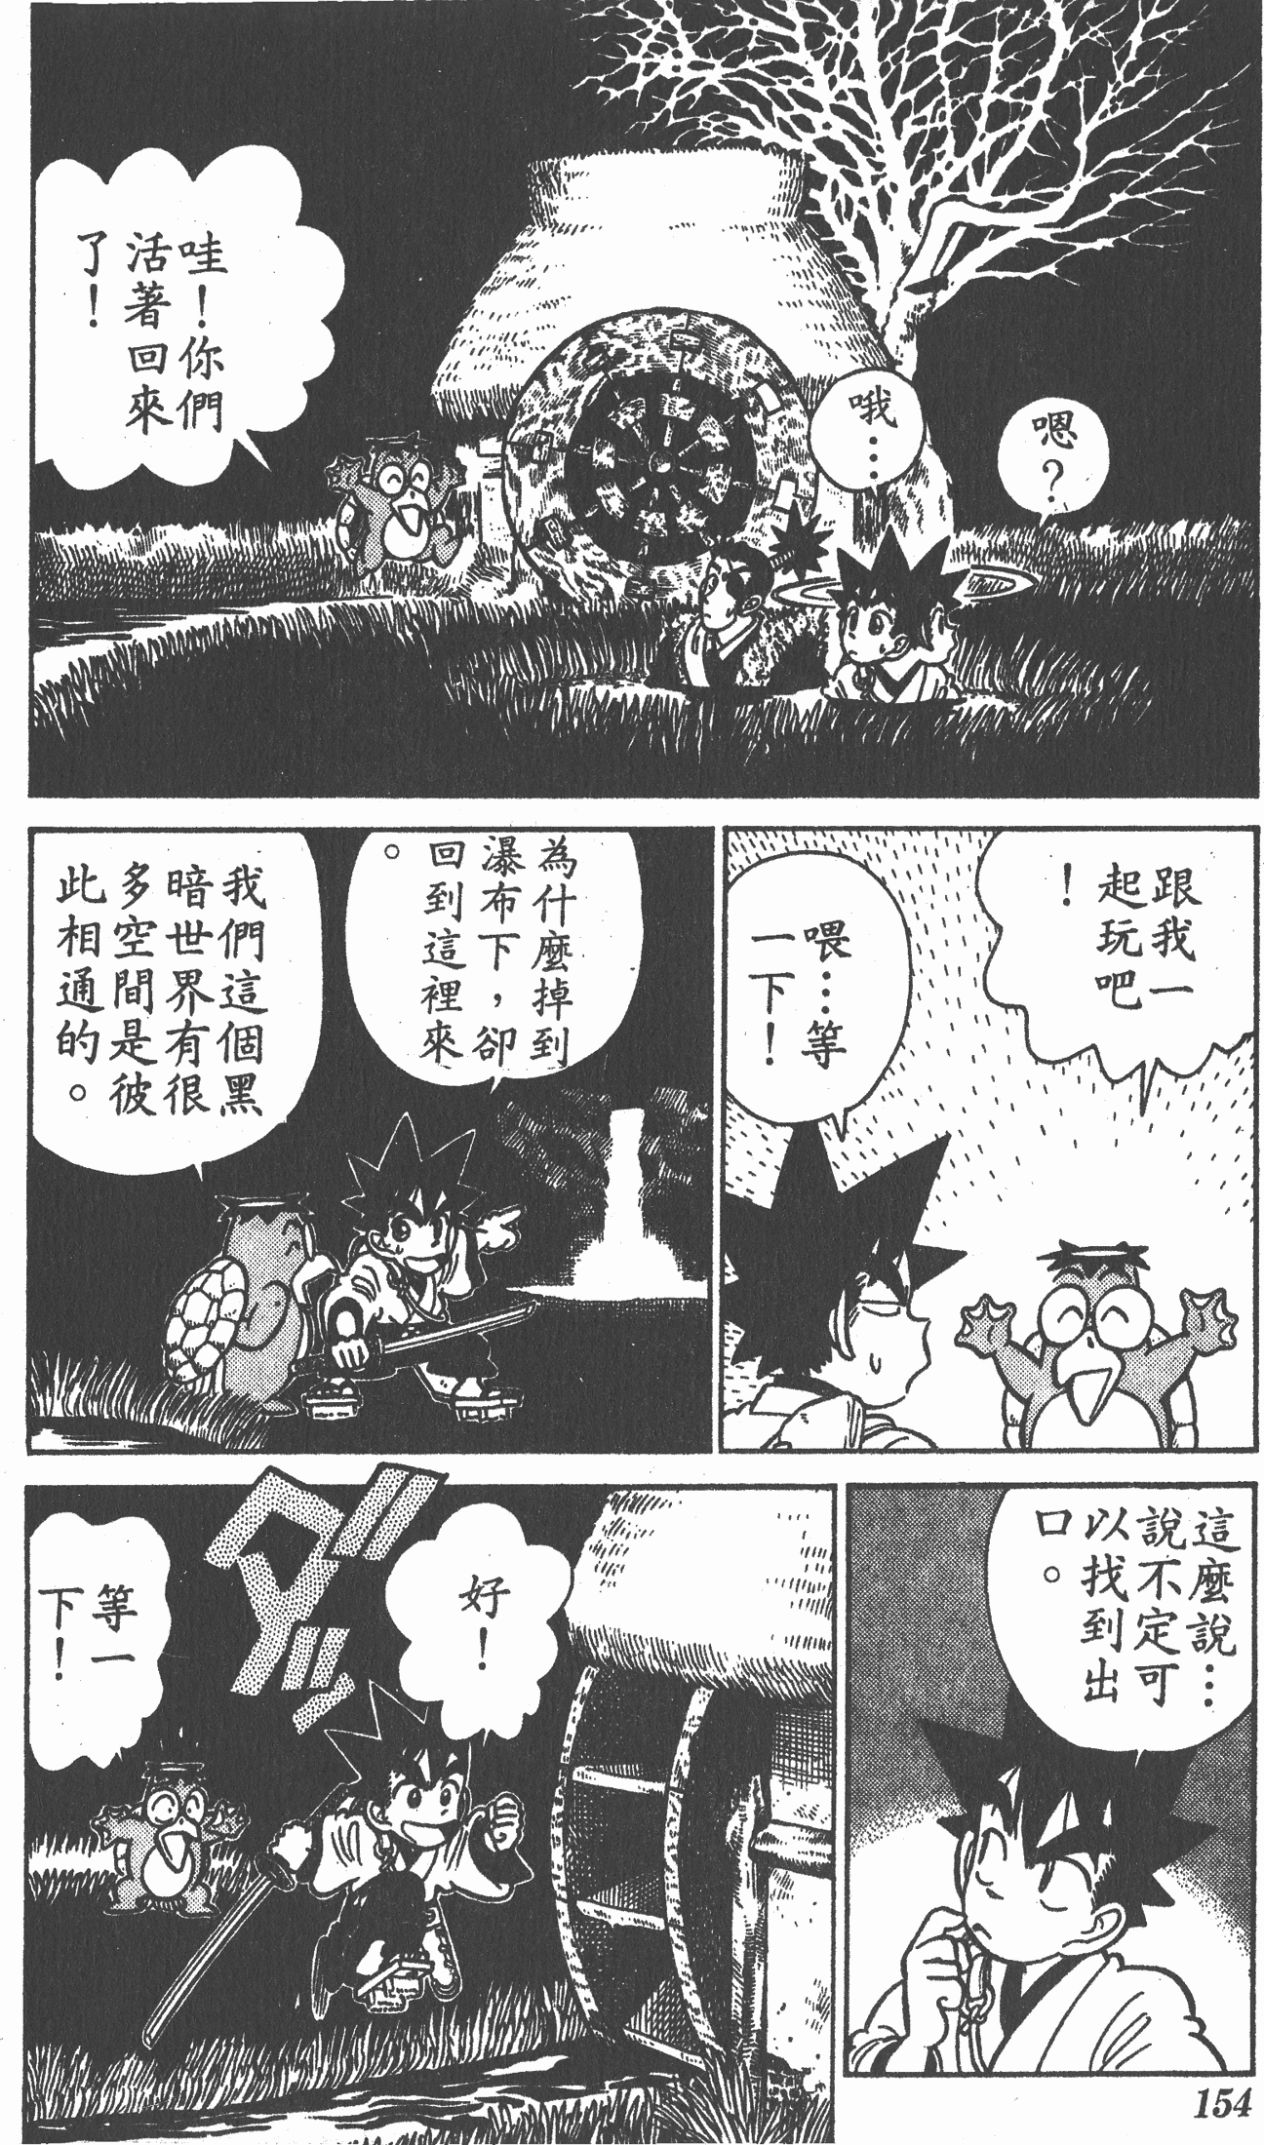 嗯?
哦⋯
哇!你們
活著回來
了!
跟我一
起玩吧
!
喂⋯等
一下!
為什麼掉到
瀑布下,卻
回到這裡來
。
我們這個黑
暗世界有很
多空間是彼
此相通的。
這麼說⋯
說不定可
以找到出
口。
好!
ダダッ
等一
下!
154